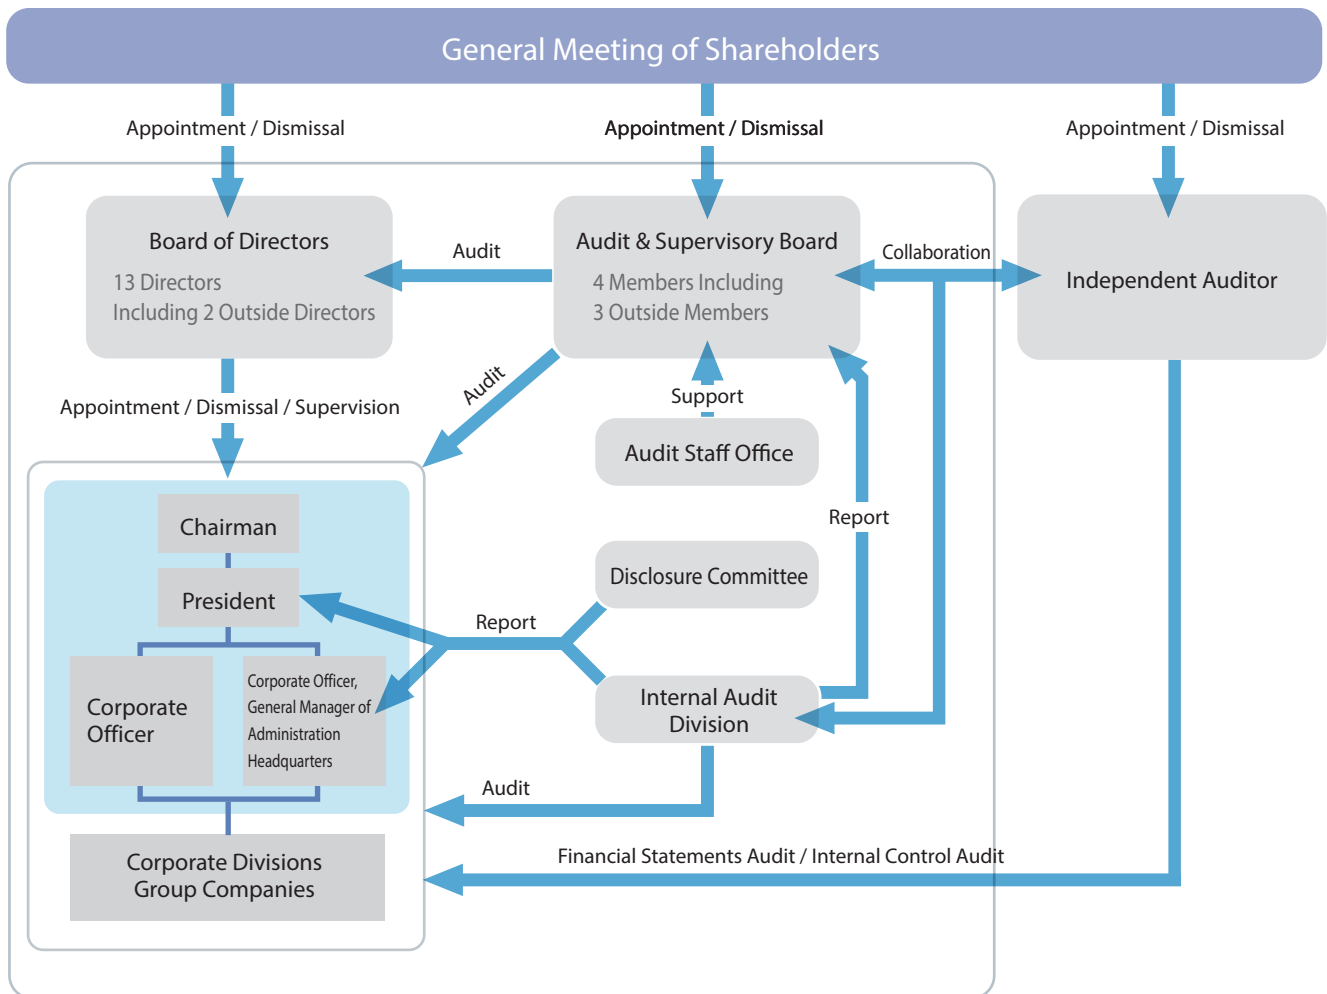 General Meeting of Shareholders
Appointment / Dismissal
Appointment / Dismissal
Appointment / Dismissal
Board of Directors
13 Directors
Including 2 Outside Directors
Audit
Audit & Supervisory Board
4 Members Including
3 Outside Members
Collaboration
Independent Auditor
Appointment / Dismissal / Supervision
Audit
Support
Audit Staff Office
Chairman
President
Report
Disclosure Committee
Report
Corporate
Officer
Corporate Officer,
General Manager of
Administration
Headquarters
Internal Audit
Division
Audit
Corporate Divisions
Group Companies
Financial Statements Audit / Internal Control Audit